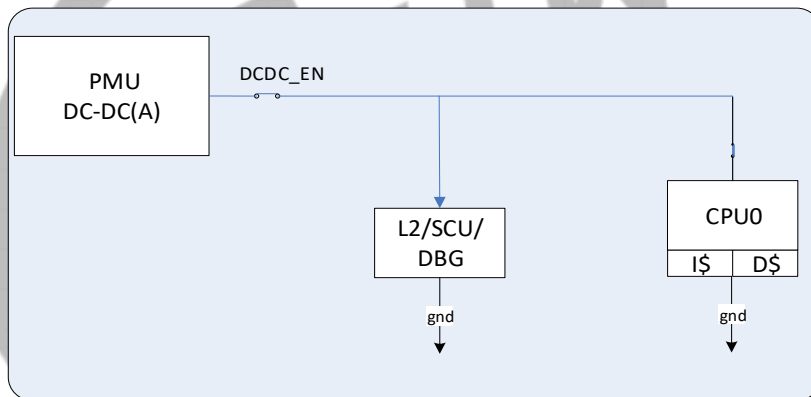 PMU
DC-DC(A)
DCDC_EN
L2/SCU/
DBG
CPU0
I$ D$
gnd
gnd